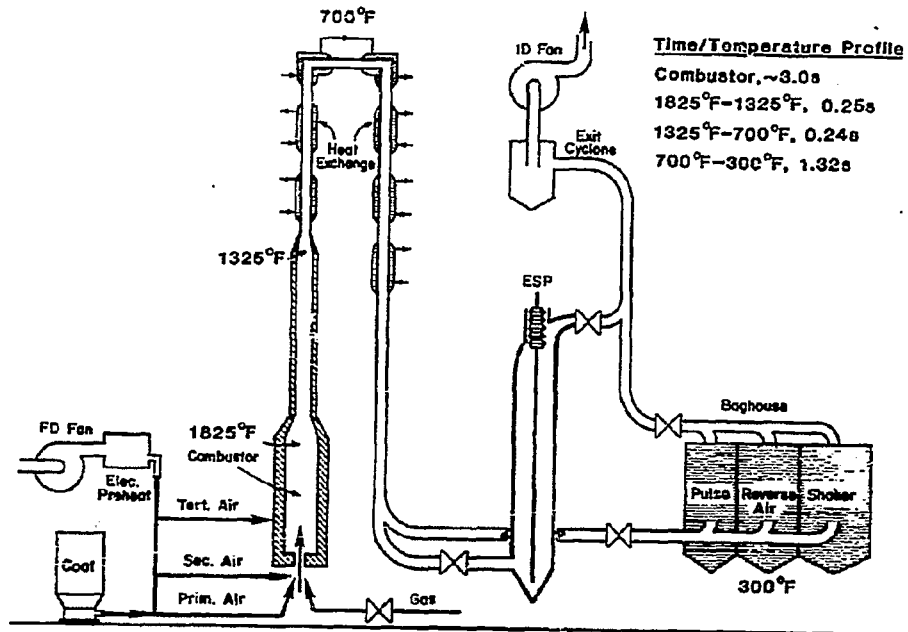 700°F
ID Fan
Time/Temperature Profile
Combustor,~3.0s
1825°F-1325°F, 0.25s
1325°F-700°F, 0.24s
700°F-300°F, 1.32s
Exit
Cyclone
Heat
Exchange
1325°F
ESP
FD Fan
1825°F
Combustor
Baghouse
Elec.
Preheat
Tert. Air
Pulse
Reverse
Air
Shaker
Coal
Sec. Air
Prim. Air
Gas
300°F